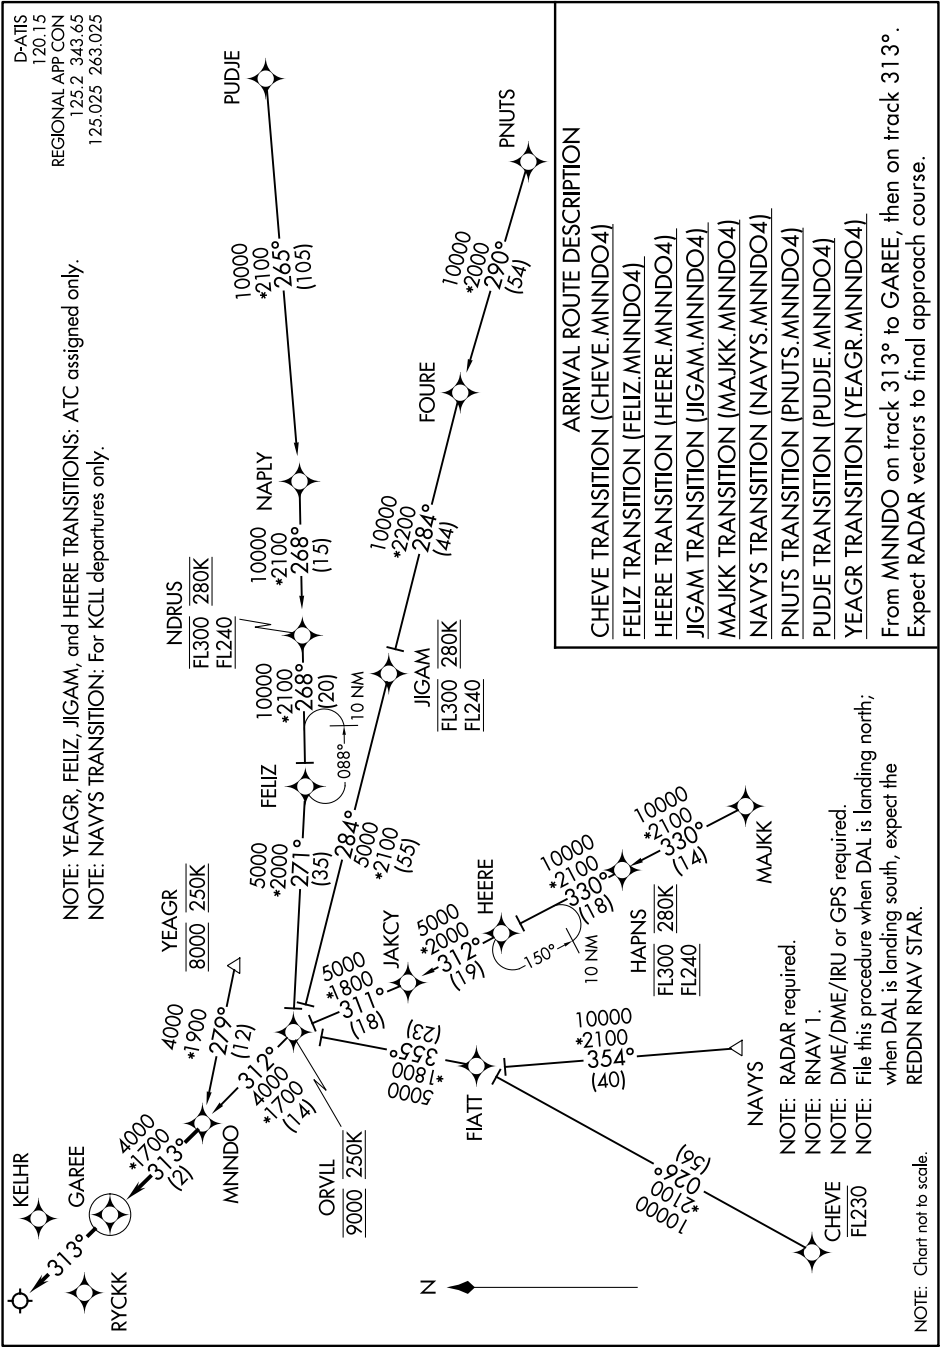 D-ATIS
120.15
REGIONAL APP CON
125.2 343.65
125.025 263.025
NOTE: YEAGR, FELIZ, JIGAM, and HEERE TRANSITIONS: ATC assigned only.
NOTE: NAVYS TRANSITION: For KCLL departures only.
KELHR
GAREE
313°
RYCKK
4000
*1700
313°
(2)
MNNDO
4000
*1900
279°
(12)
YEAGR
8000 250K
312°
4000
*1700
(14)
ORVLL
9000 250K
5000
*2000
271°
(35)
FELIZ
088°
10 NM
10000
*2100
268°
(20)
NDRUS
FL300 280K
FL240
10000
*2100
268°
(15)
NAPLY
10000
*2100
265°
(105)
PUDJE
284°
5000
*2100
(55)
JIGAM
FL300 280K
FL240
10000
*2200
284°
(44)
FOURE
10000
*2000
290°
(54)
PNUTS
5000
*1800
311°
(18)
JAKCY
5000
*2000
312°
(19)
HEERE
150°
10 NM
10000
*2100
330°
(18)
HAPNS
FL300 280K
FL240
10000
*2100
330°
(14)
MAJKK
5000
*1800
355°
(23)
FIATT
10000
*2100
354°
(40)
NAVYS
10000
*2100
026°
(56)
CHEVE
FL230
N
NOTE: RADAR required.
NOTE: RNAV 1.
NOTE: DME/DME/IRU or GPS required.
NOTE: File this procedure when DAL is landing north;
when DAL is landing south, expect the
REDDN RNAV STAR.
NOTE: Chart not to scale.
ARRIVAL ROUTE DESCRIPTION
CHEVE TRANSITION (CHEVE.MNNDO4)
FELIZ TRANSITION (FELIZ.MNNDO4)
HEERE TRANSITION (HEERE.MNNDO4)
JIGAM TRANSITION (JIGAM.MNNDO4)
MAJKK TRANSITION (MAJKK.MNNDO4)
NAVYS TRANSITION (NAVYS.MNNDO4)
PNUTS TRANSITION (PNUTS.MNNDO4)
PUDJE TRANSITION (PUDJE.MNNDO4)
YEAGR TRANSITION (YEAGR.MNNDO4)
From MNNDO on track 313° to GAREE, then on track 313°.
Expect RADAR vectors to final approach course.